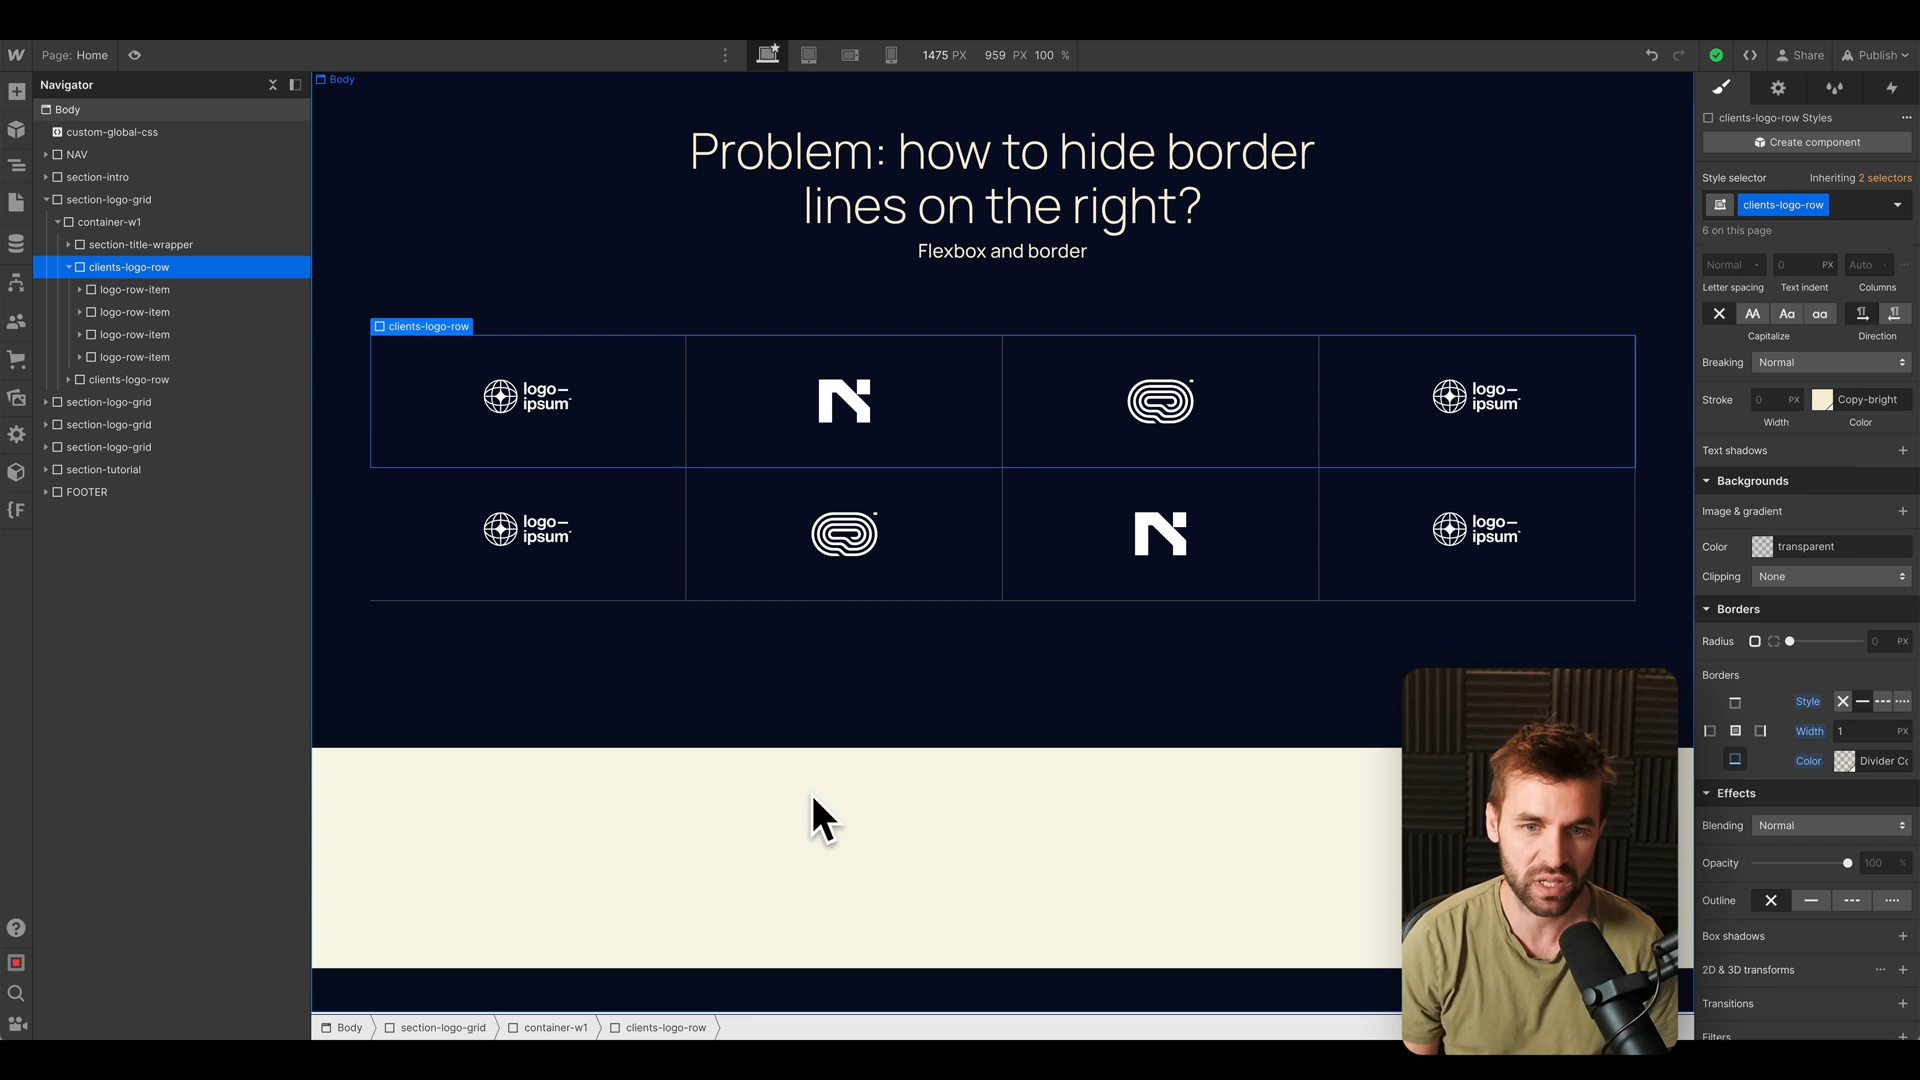 Page: Home
1475 PX 959 PX 100 %
Share
Publish
Navigator
Body
custom-global-css
NAV
section-intro
section-logo-grid
container-w1
section-title-wrapper
clients-logo-row
logo-row-item
logo-row-item
logo-row-item
logo-row-item
clients-logo-row
section-logo-grid
section-logo-grid
section-logo-grid
section-tutorial
FOOTER
Body
Problem: how to hide border
lines on the right?
Flexbox and border
clients-logo-row
logo–
ipsum
logo–
ipsum
logo–
ipsum
logo–
ipsum
Body
section-logo-grid
container-w1
clients-logo-row
clients-logo-row Styles
Create component
Style selector
Inheriting 2 selectors
clients-logo-row
6 on this page
Normal
0 PX
Auto
Letter spacing
Text indent
Columns
AA
Aa
aa
Capitalize
Direction
Breaking
Normal
Stroke
0 PX
Copy-bright
Width
Color
Text shadows
Backgrounds
Image & gradient
Color
transparent
Clipping
None
Borders
Radius
0 PX
Borders
Style
Width
1 PX
Color
Divider Cc
Effects
Blending
Normal
Opacity
100 %
Outline
Box shadows
2D & 3D transforms
Transitions
Filters